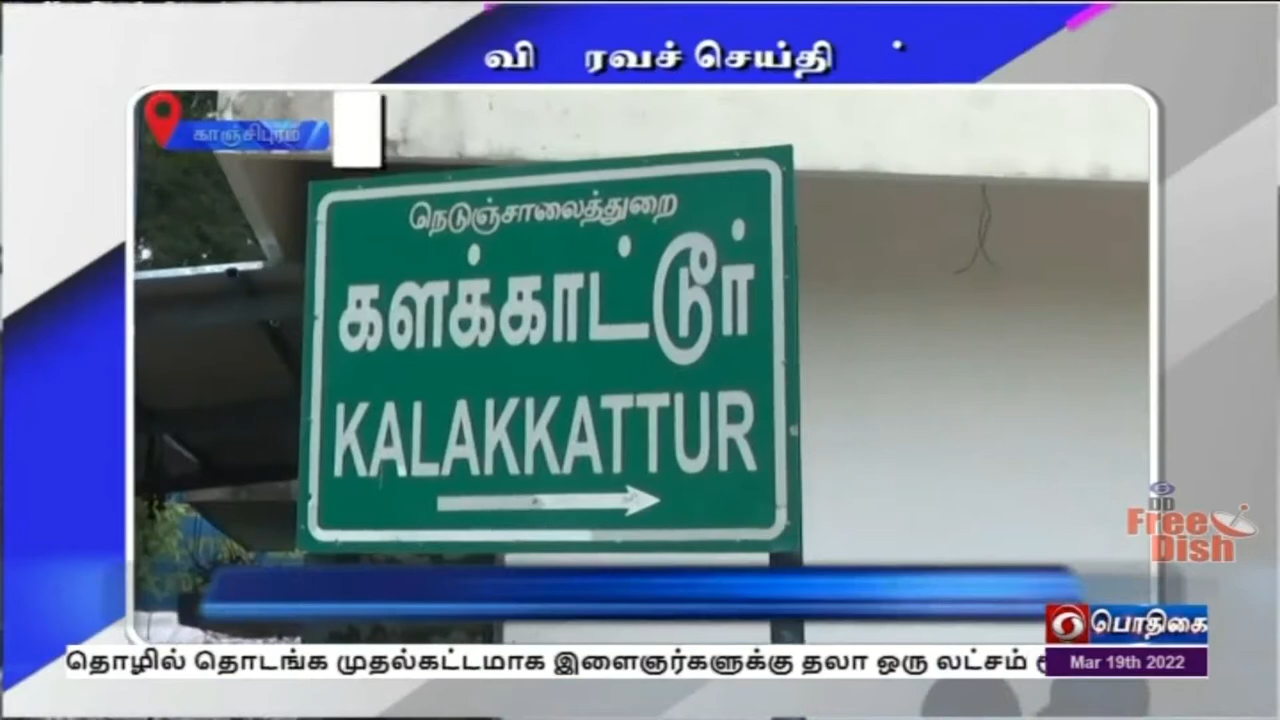 செய்தி
காஞ்சிபுரம்
நெடுஞ்சாலைத்துறை
களக்காட்டூர்
KALAKKATTUR
DD
Free
Dish
பொதிகை
தொழில் தொடங்க முதல்கட்டமாக இளைஞர்களுக்கு தலா ஒரு லட்சம்
Mar 19th 2022